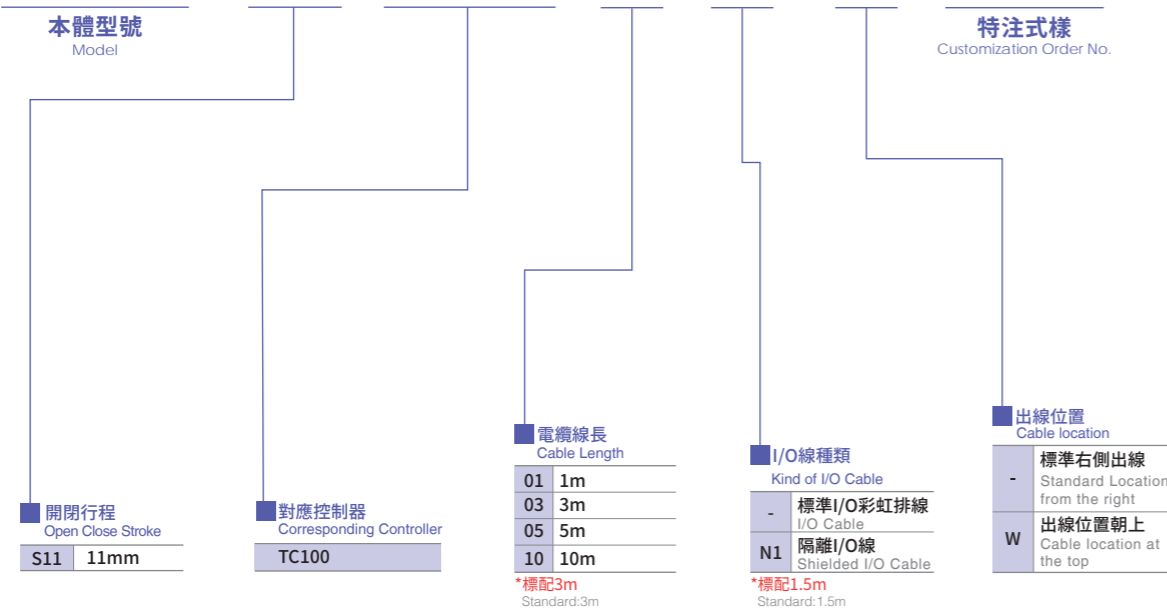 本體型號
Model
特注式樣
Customization Order No.
開閉行程
Open Close Stroke
S11 11mm
對應控制器
Corresponding Controller
TC100
電纜線長
Cable Length
01 1m
03 3m
05 5m
10 10m
*標配3m
Standard:3m
I/O線種類
Kind of I/O Cable
- 標準I/O彩虹排線
I/O Cable
N1 隔離I/O線
Shielded I/O Cable
*標配1.5m
Standard:1.5m
出線位置
Cable location
- 標準右側出線
Standard Location
from the right
W 出線位置朝上
Cable location at
the top